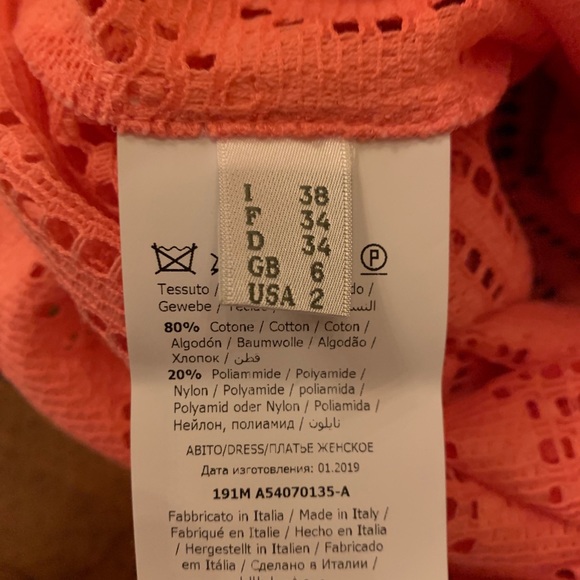 I 38
F 34
D 34
GB 6
USA 2
P
Tessuto /
Gewebe /
80% Cotone / Cotton / Coton /
Algodón / Baumwolle / Algodão /
Хлопок / قطن
20% Poliammide / Polyamide /
Nylon / Polyamide / poliamida /
Polyamid oder Nylon / Poliamida /
Нейлон, полиамид / نايلون
ABITO/DRESS/ПЛАТЬЕ ЖЕНСКОЕ
Дата изготовления: 01.2019
191M A54070135-A
Fabbricato in Italia / Made in Italy /
Fabriqué en Italie / Hecho en Italia
/ Hergestellt in Italien / Fabricado
em Itália / Сделано в Италии /